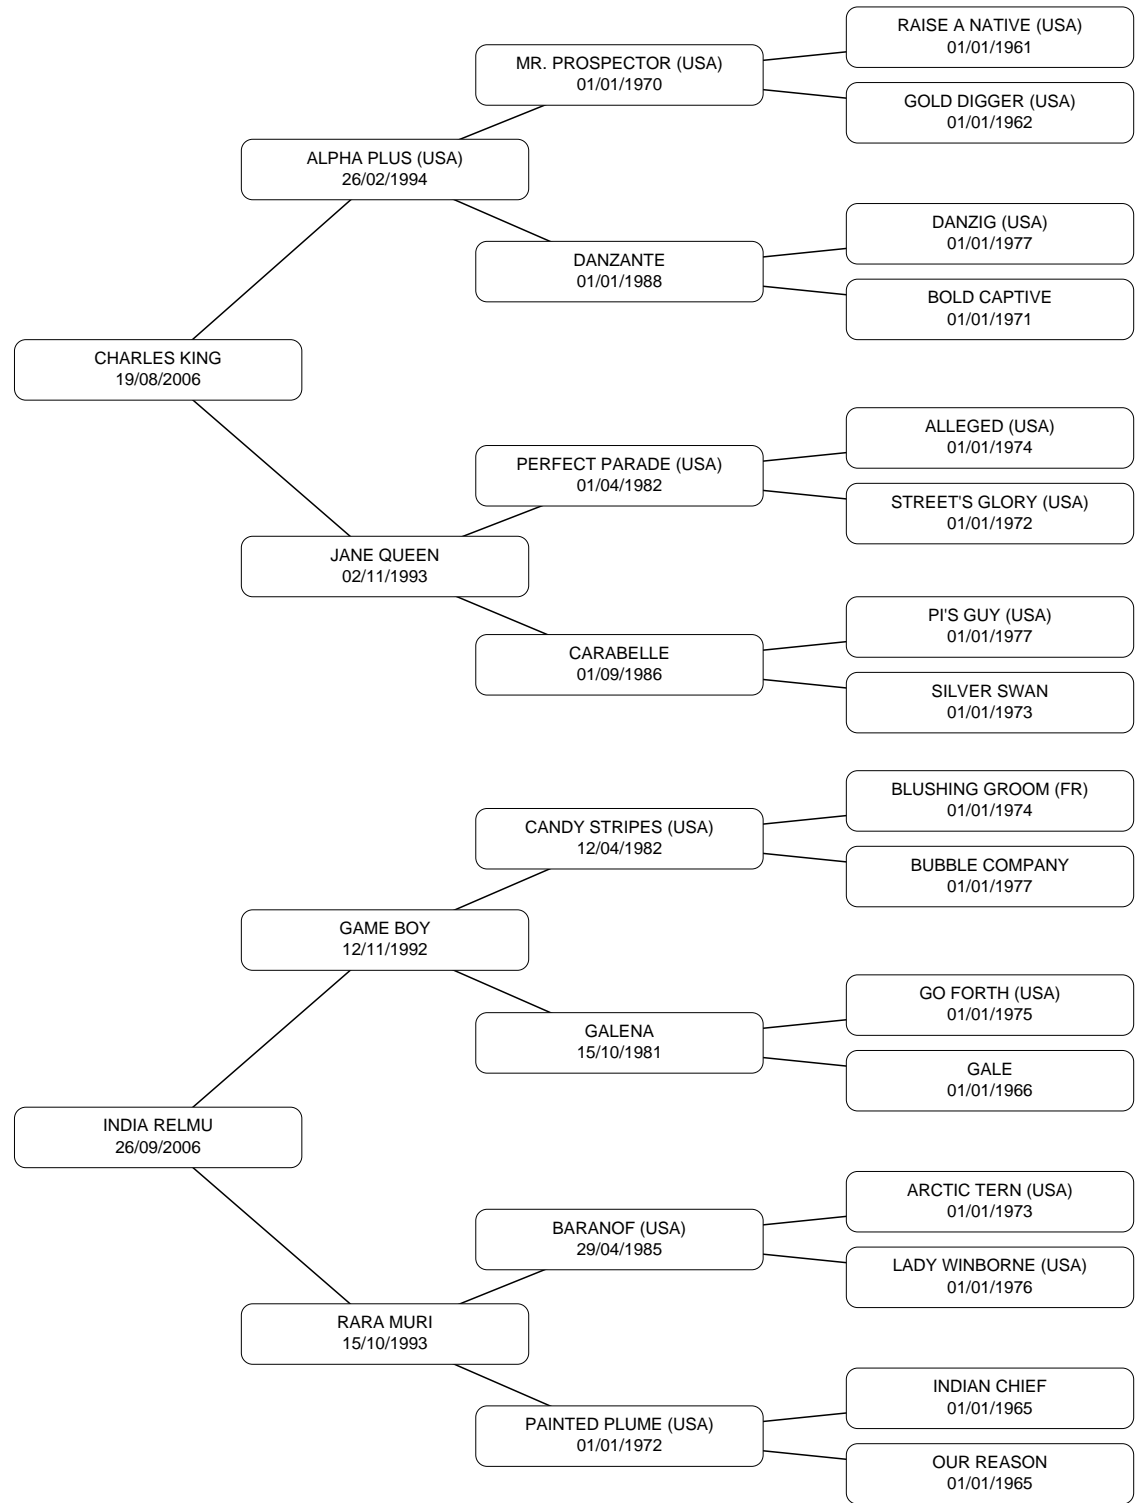 RAISE A NATIVE (USA)
01/01/1961
MR. PROSPECTOR (USA)
01/01/1970
GOLD DIGGER (USA)
01/01/1962
ALPHA PLUS (USA)
26/02/1994
DANZIG (USA)
01/01/1977
DANZANTE
01/01/1988
BOLD CAPTIVE
01/01/1971
CHARLES KING
19/08/2006
ALLEGED (USA)
01/01/1974
PERFECT PARADE (USA)
01/04/1982
STREET'S GLORY (USA)
01/01/1972
JANE QUEEN
02/11/1993
PI'S GUY (USA)
01/01/1977
CARABELLE
01/09/1986
SILVER SWAN
01/01/1973
BLUSHING GROOM (FR)
01/01/1974
CANDY STRIPES (USA)
12/04/1982
BUBBLE COMPANY
01/01/1977
GAME BOY
12/11/1992
GO FORTH (USA)
01/01/1975
GALENA
15/10/1981
GALE
01/01/1966
INDIA RELMU
26/09/2006
ARCTIC TERN (USA)
01/01/1973
BARANOF (USA)
29/04/1985
LADY WINBORNE (USA)
01/01/1976
RARA MURI
15/10/1993
INDIAN CHIEF
01/01/1965
PAINTED PLUME (USA)
01/01/1972
OUR REASON
01/01/1965